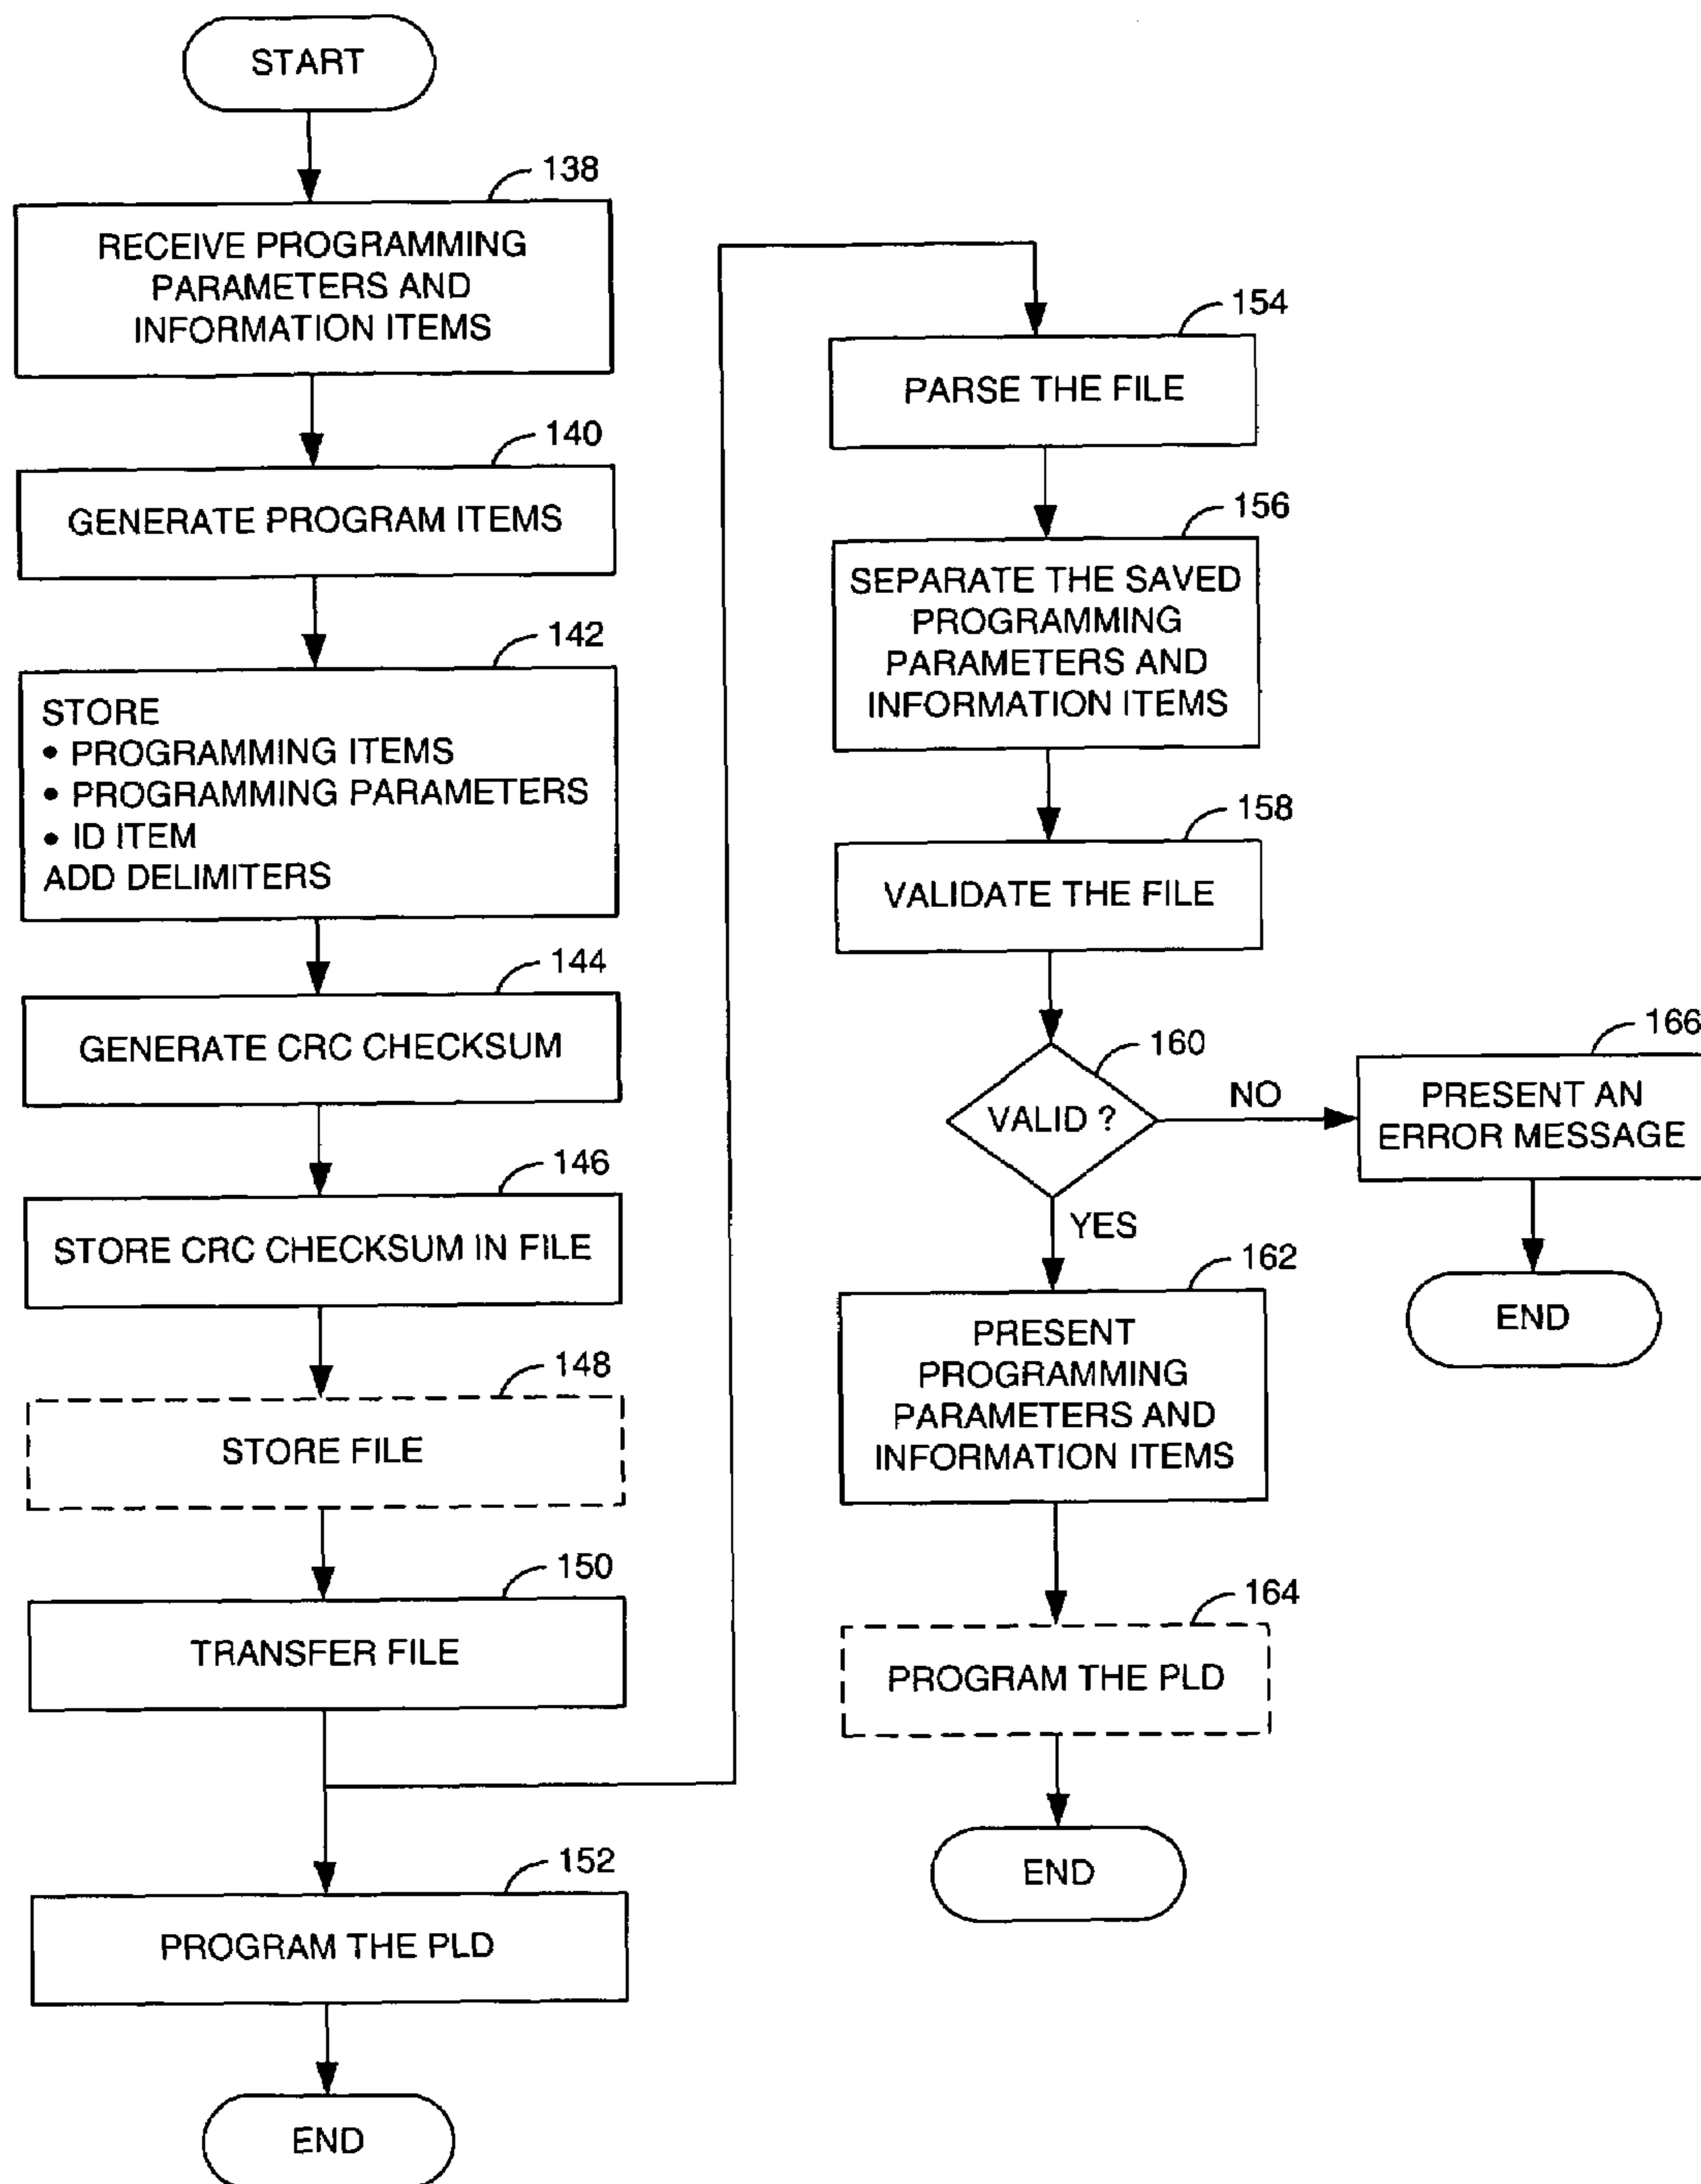 START
138
RECEIVE PROGRAMMING
PARAMETERS AND
INFORMATION ITEMS
140
GENERATE PROGRAM ITEMS
142
STORE
• PROGRAMMING ITEMS
• PROGRAMMING PARAMETERS
• ID ITEM
ADD DELIMITERS
144
GENERATE CRC CHECKSUM
146
STORE CRC CHECKSUM IN FILE
148
STORE FILE
150
TRANSFER FILE
152
PROGRAM THE PLD
END
154
PARSE THE FILE
156
SEPARATE THE SAVED
PROGRAMMING
PARAMETERS AND
INFORMATION ITEMS
158
VALIDATE THE FILE
160
VALID ?
NO
166
PRESENT AN
ERROR MESSAGE
END
YES
162
PRESENT
PROGRAMMING
PARAMETERS AND
INFORMATION ITEMS
164
PROGRAM THE PLD
END